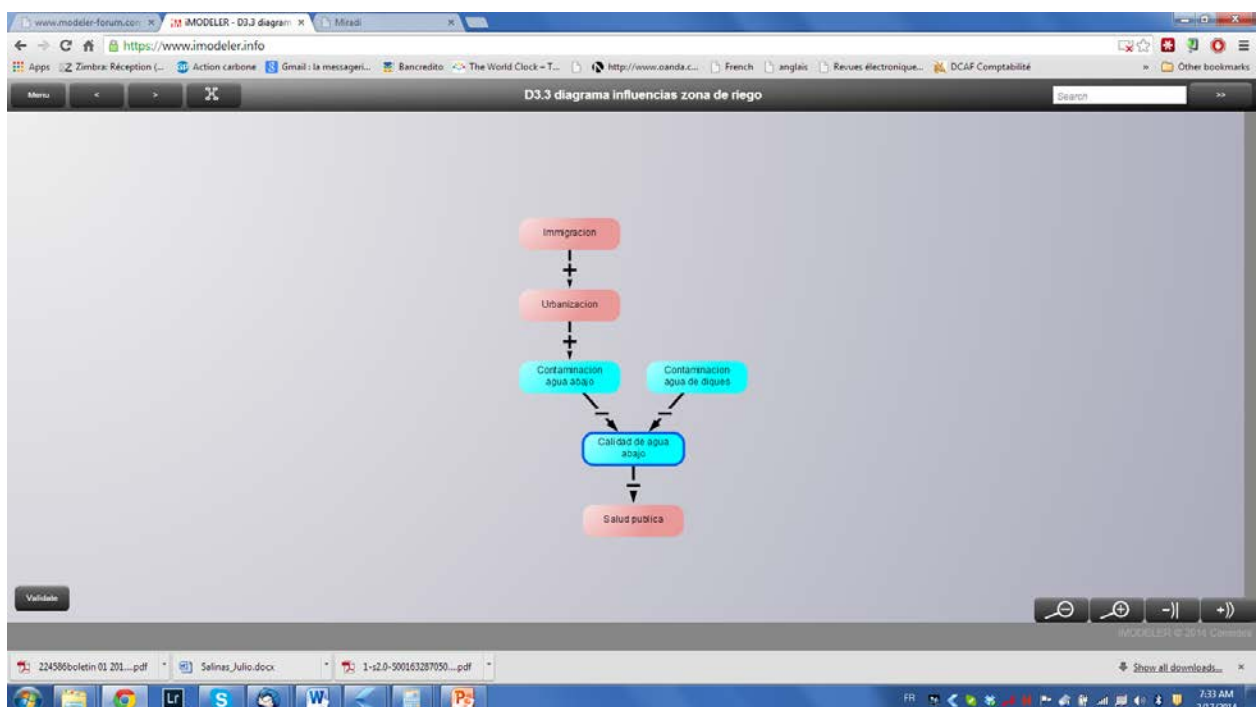 www.modeler-forum.com
iMODELER - D3.3 diagram
Miradi
https://www.imodeler.info
Apps
Zimbra: Réception (...
Action carbone
Gmail : la messageri...
Bancredito
The World Clock – T...
http://www.oanda.c...
French
anglais
Revues électronique...
DCAF Comptabilité
»
Other bookmarks
Menu
<
>
D3.3 diagrama influencias zona de riego
Search
>>
Immigracion
+
Urbanizacion
+
Contaminacion
agua abajo
Contaminacion
agua de diques
Calidad de agua
abajo
Salud publica
Validate
-)|
+))
iMODELER © 2014 Consideo
224586boletin 01 201....pdf
Salinas_Julio.docx
1-s2.0-S00163287050....pdf
Show all downloads...
Lr
S
W
P
FR
7:33 AM